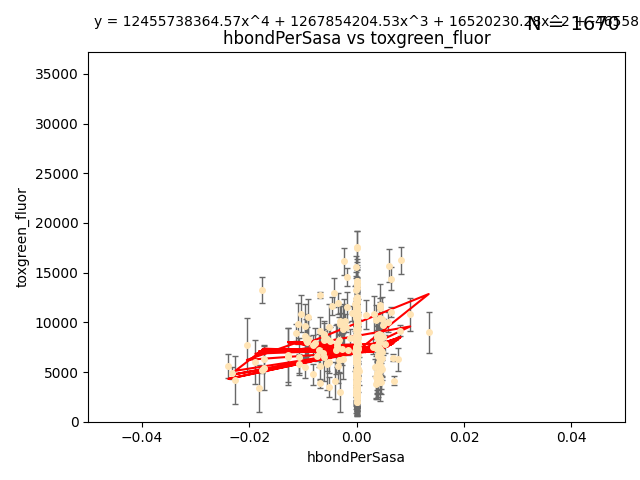 y = 12455738364.57x^4 + 1267854204.53x^3 + 16520230.28x^2 +
N = 1670
hbondPerSasa vs toxgreen_fluor
35000
30000
25000
20000
15000
10000
5000
0
toxgreen_fluor
−0.04 −0.02 0.00 0.02 0.04
hbondPerSasa